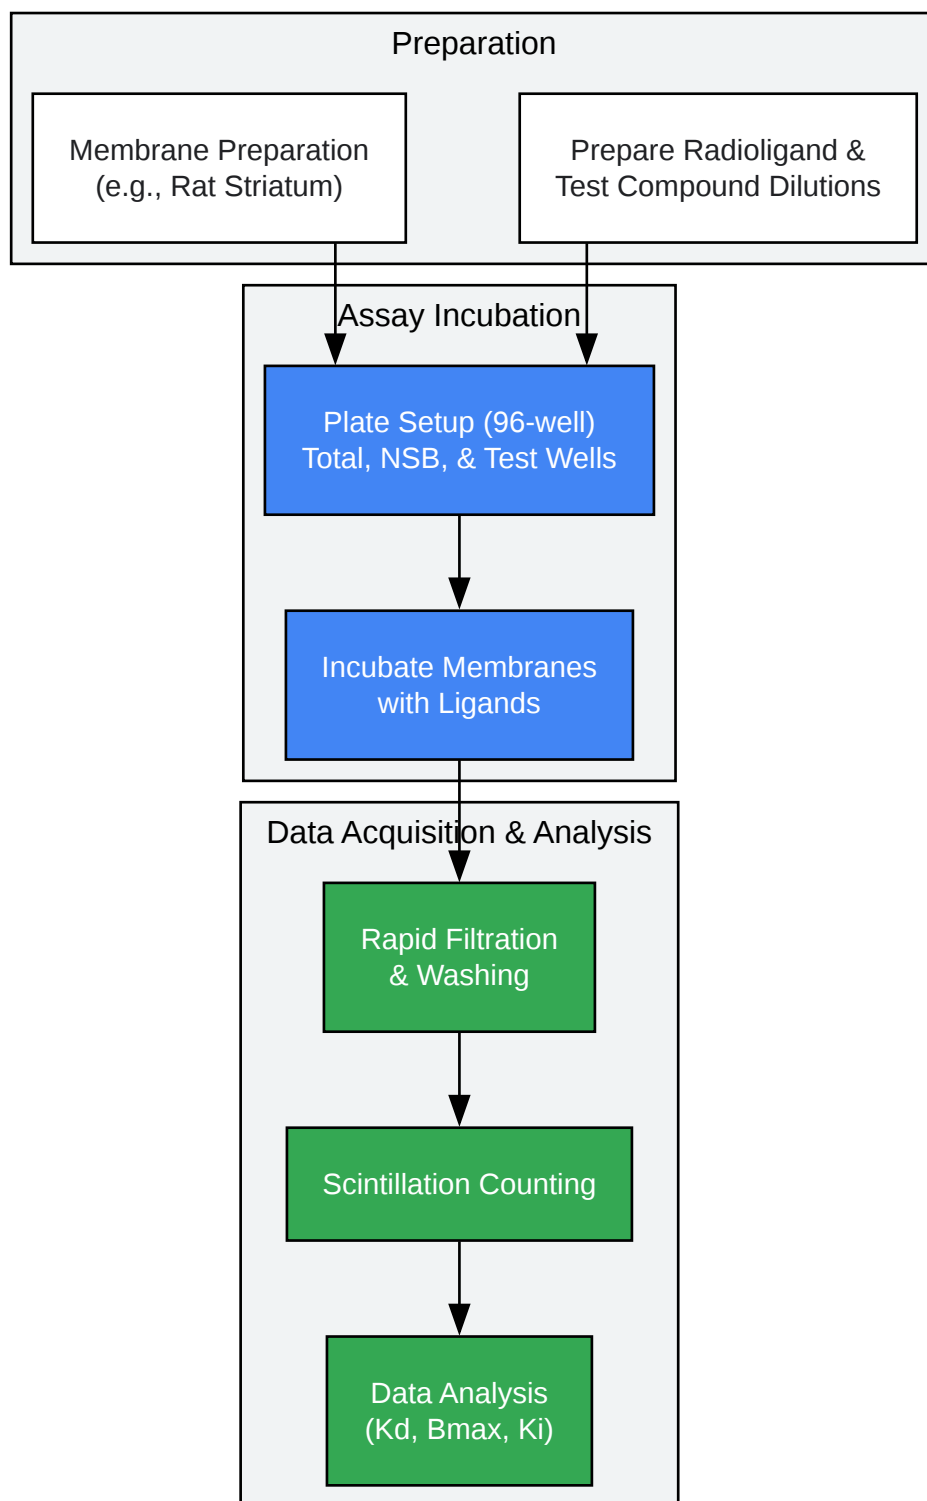 Preparation
Membrane Preparation
(e.g., Rat Striatum)
Prepare Radioligand &
Test Compound Dilutions
Assay Incubation
Plate Setup (96-well)
Total, NSB, & Test Wells
Incubate Membranes
with Ligands
Data Acquisition & Analysis
Rapid Filtration
& Washing
Scintillation Counting
Data Analysis
(Kd, Bmax, Ki)